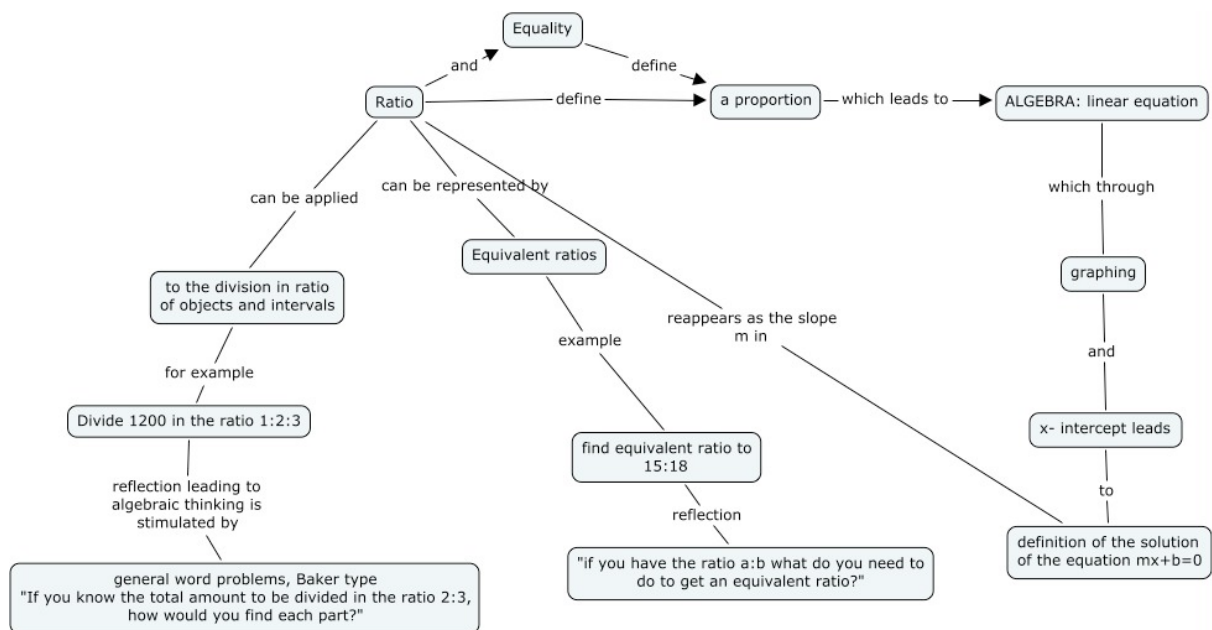 Equality
and
define
Ratio
define
a proportion
which leads to
ALGEBRA: linear equation
can be applied
can be represented by
which through
to the division in ratio
of objects and intervals
Equivalent ratios
graphing
reappears as the slope
m in
for example
example
and
Divide 1200 in the ratio 1:2:3
find equivalent ratio to
15:18
x- intercept leads
reflection leading to
algebraic thinking is
stimulated by
reflection
to
general word problems, Baker type
"If you know the total amount to be divided in the ratio 2:3,
how would you find each part?"
"if you have the ratio a:b what do you need to
do to get an equivalent ratio?"
definition of the solution
of the equation mx+b=0